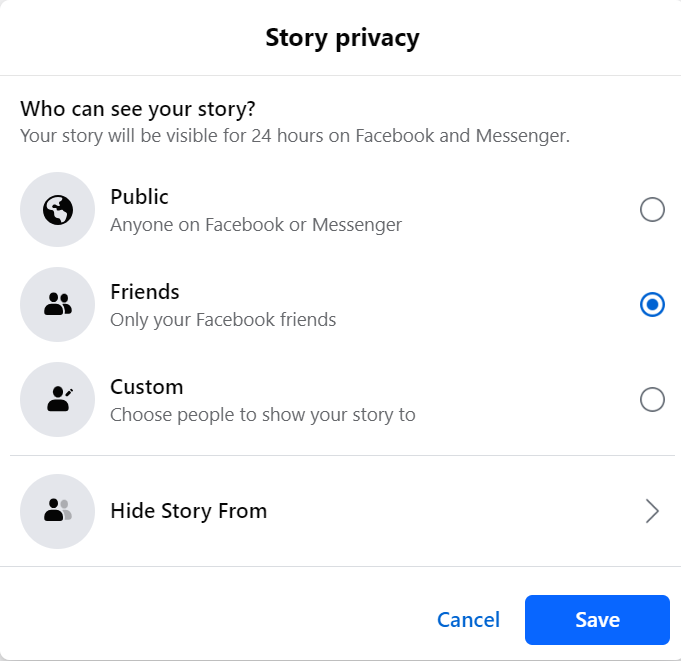 Story privacy
Who can see your story?
Your story will be visible for 24 hours on Facebook and Messenger.
Public
Anyone on Facebook or Messenger
Friends
Only your Facebook friends
Custom
Choose people to show your story to
Hide Story From
Cancel Save